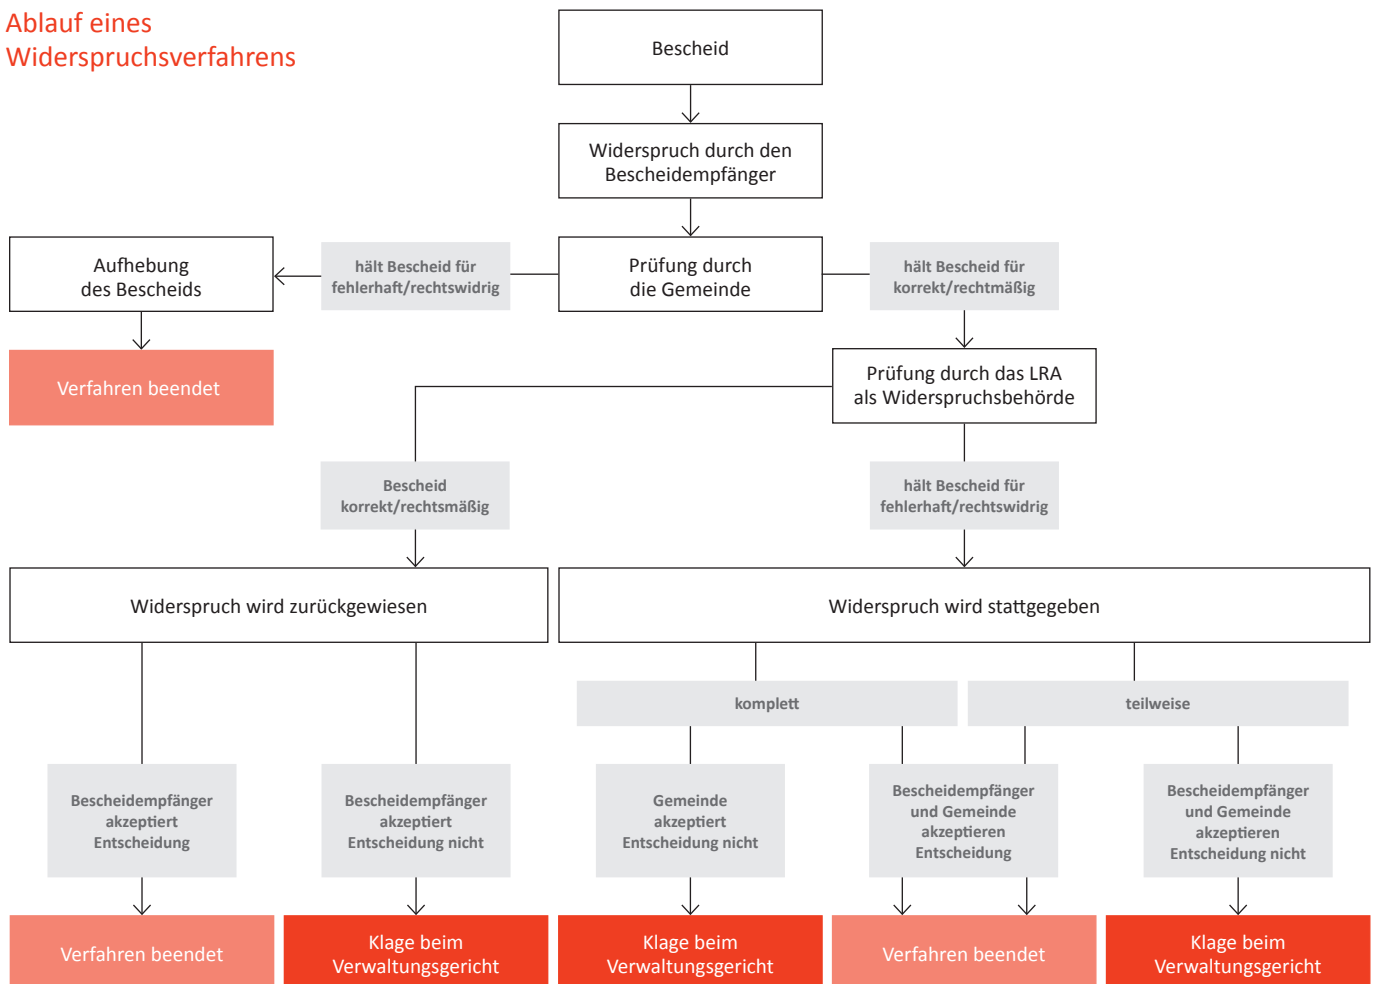 Ablauf eines
Widerspruchsverfahrens
Bescheid
Widerspruch durch den
Bescheidempfänger
Aufhebung
des Bescheids
hält Bescheid für
fehlerhaft/rechtswidrig
Prüfung durch
die Gemeinde
hält Bescheid für
korrekt/rechtmäßig
Verfahren beendet
Prüfung durch das LRA
als Widerspruchsbehörde
Bescheid
korrekt/rechtsmäßig
hält Bescheid für
fehlerhaft/rechtswidrig
Widerspruch wird zurückgewiesen
Widerspruch wird stattgegeben
komplett
teilweise
Bescheidempfänger
akzeptiert
Entscheidung
Bescheidempfänger
akzeptiert
Entscheidung nicht
Gemeinde
akzeptiert
Entscheidung nicht
Bescheidempfänger
und Gemeinde
akzeptieren
Entscheidung
Bescheidempfänger
und Gemeinde
akzeptieren
Entscheidung nicht
Verfahren beendet
Klage beim
Verwaltungsgericht
Klage beim
Verwaltungsgericht
Verfahren beendet
Klage beim
Verwaltungsgericht